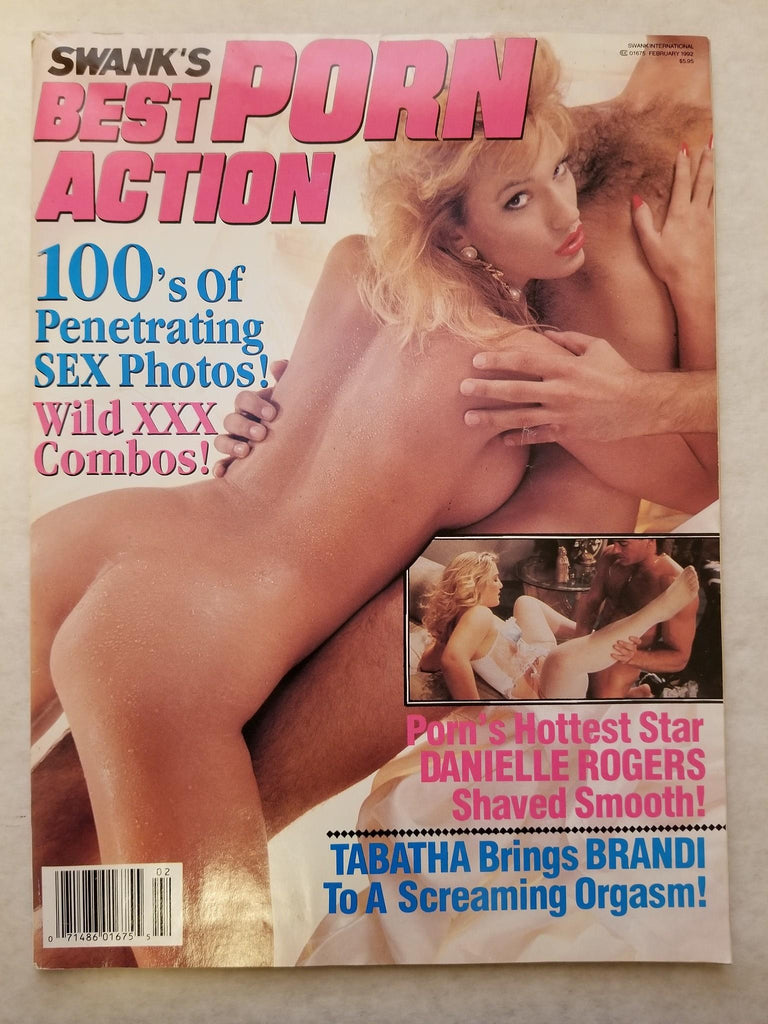 SWANK'S
BEST PORN
ACTION
SWANK INTERNATIONAL
01675 FEBRUARY 1992
$5.95
100's Of
Penetrating
SEX Photos!
Wild XXX
Combos!
Porn's Hottest Star
DANIELLE ROGERS
Shaved Smooth!
TABATHA Brings BRANDI
To A Screaming Orgasm!
02
0 71486 01675 5